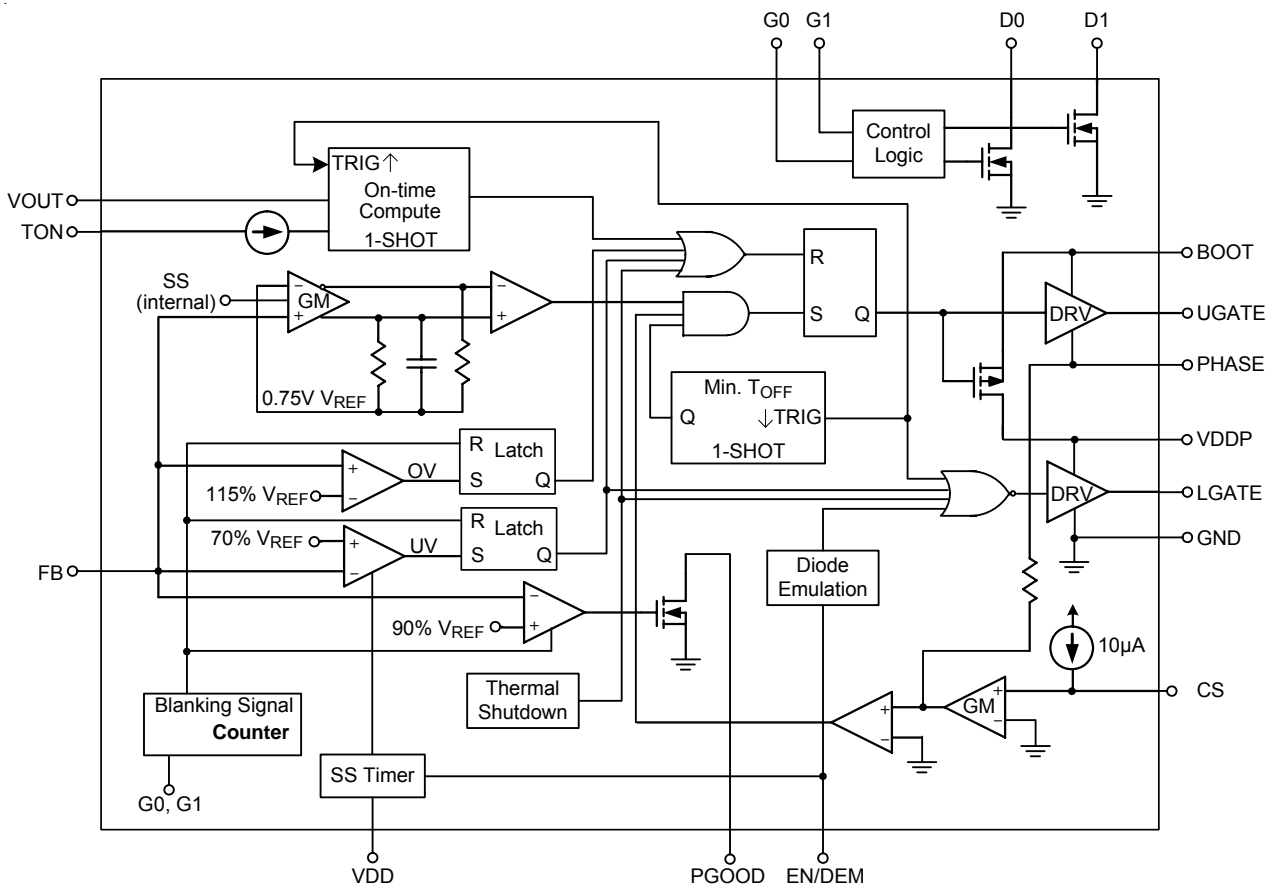 G0 G1 D0 D1
Control
Logic
TRIG↑
On-time
Compute
1-SHOT
VOUT
TON
R
S Q
BOOT
DRV
UGATE
PHASE
SS
(internal)
−
GM
+
−
+
0.75V VREF
Min. TOFF
Q ↓TRIG
1-SHOT
VDDP
DRV
LGATE
GND
R Latch
S Q
+
−
OV
115% VREF
R Latch
S Q
70% VREF
+
−
UV
FB
Diode
Emulation
−
+
90% VREF
10µA
CS
Thermal
Shutdown
+
−
GM
+
−
Blanking Signal
Counter
SS Timer
G0, G1
VDD PGOOD EN/DEM